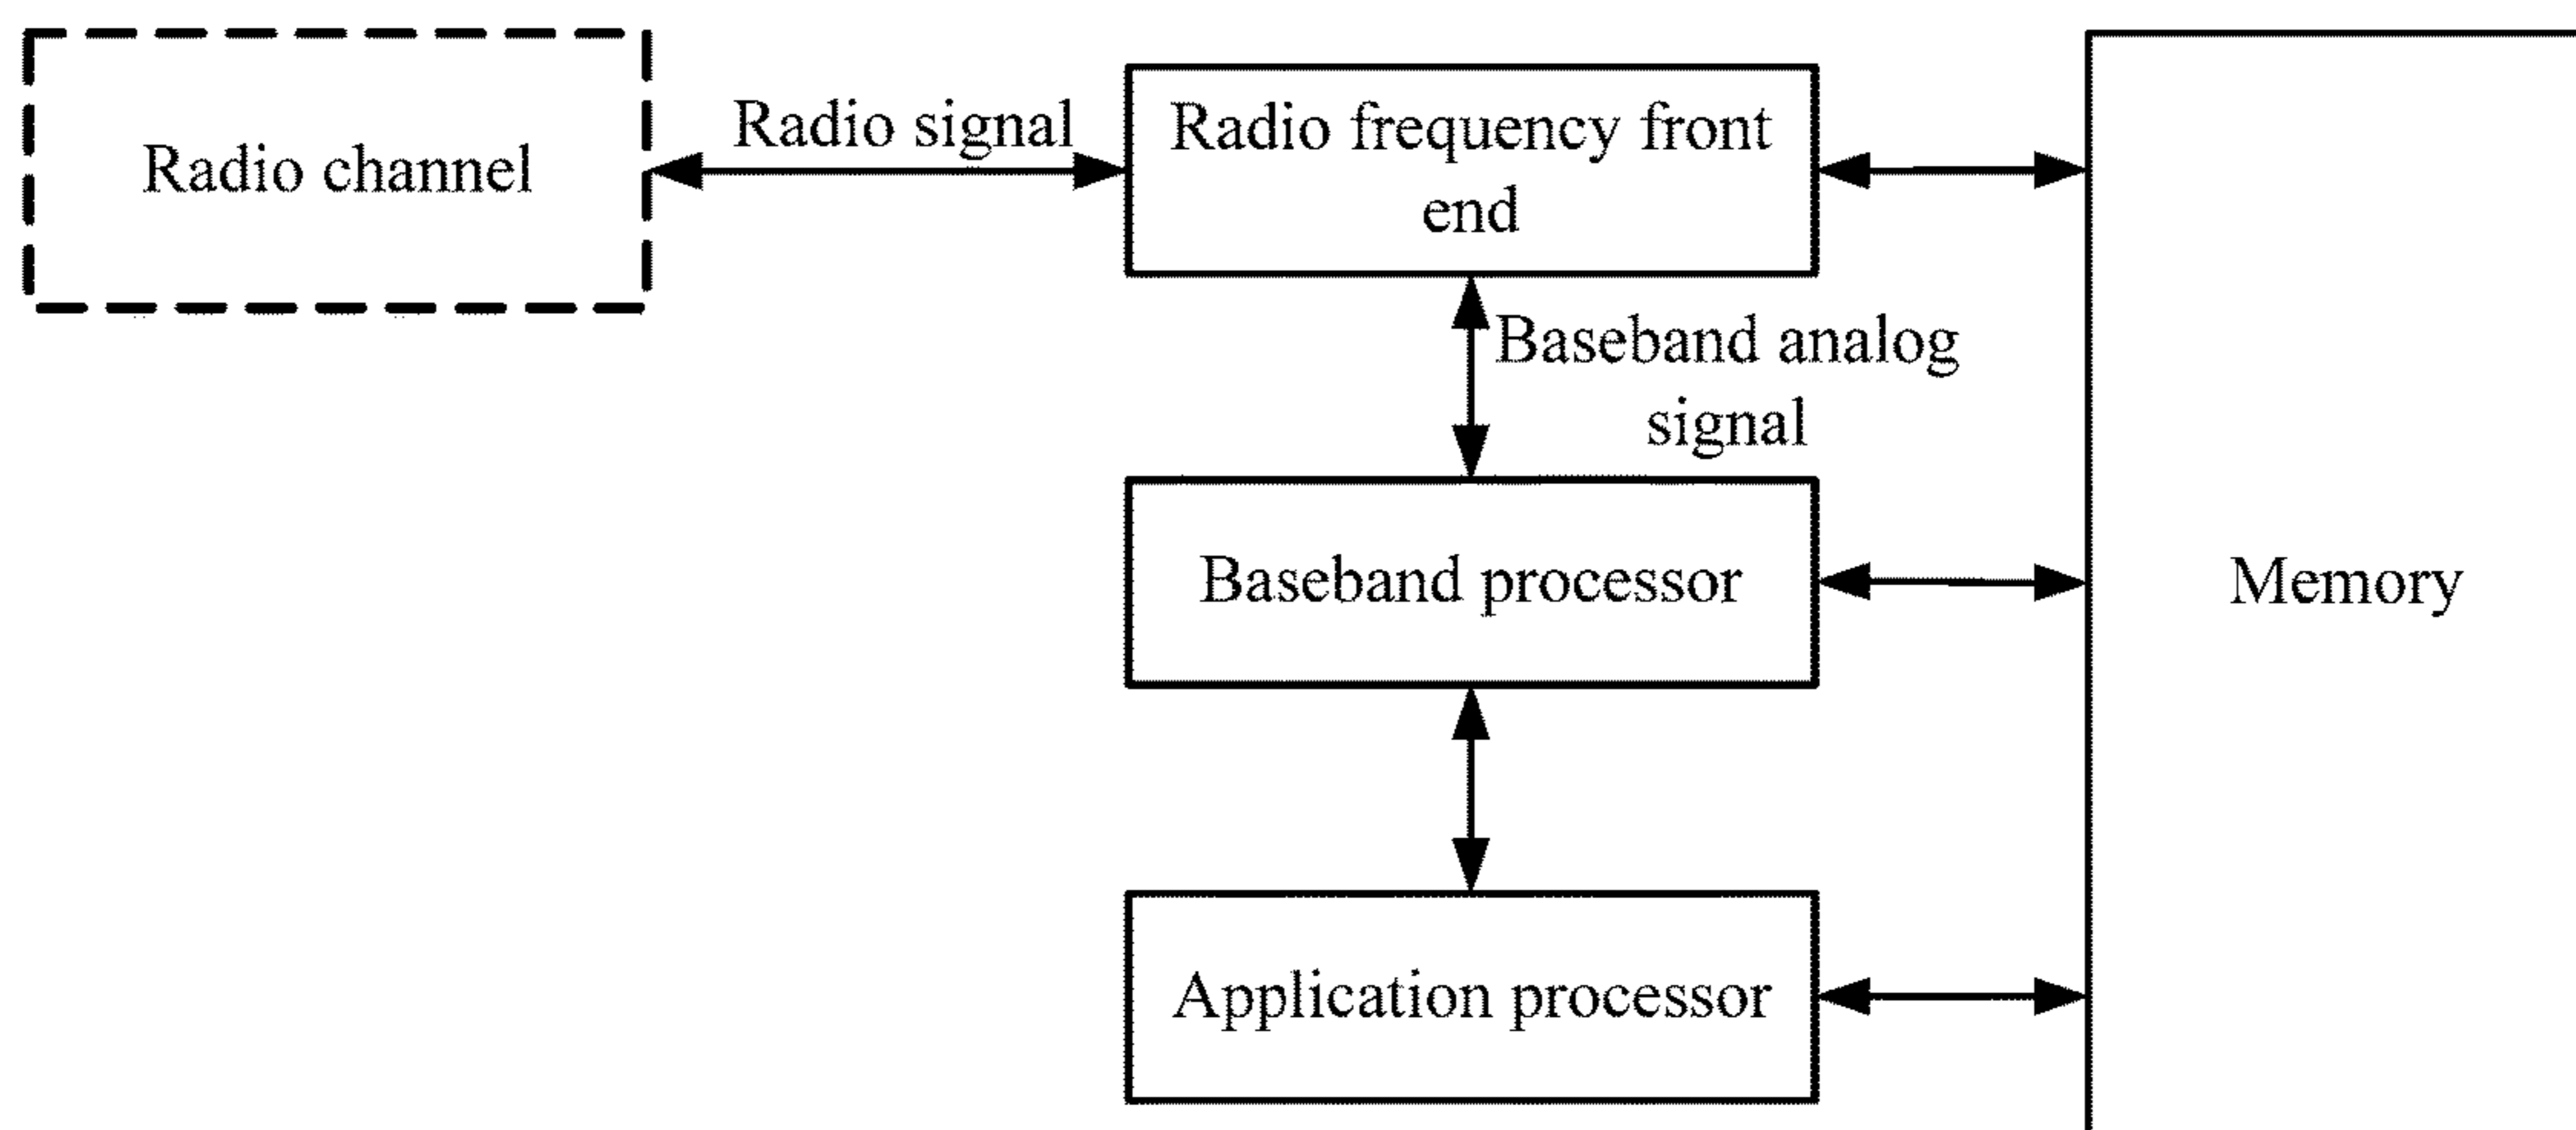 Radio channel
Radio signal
Radio frequency front
end
Baseband analog
signal
Baseband processor
Memory
Application processor